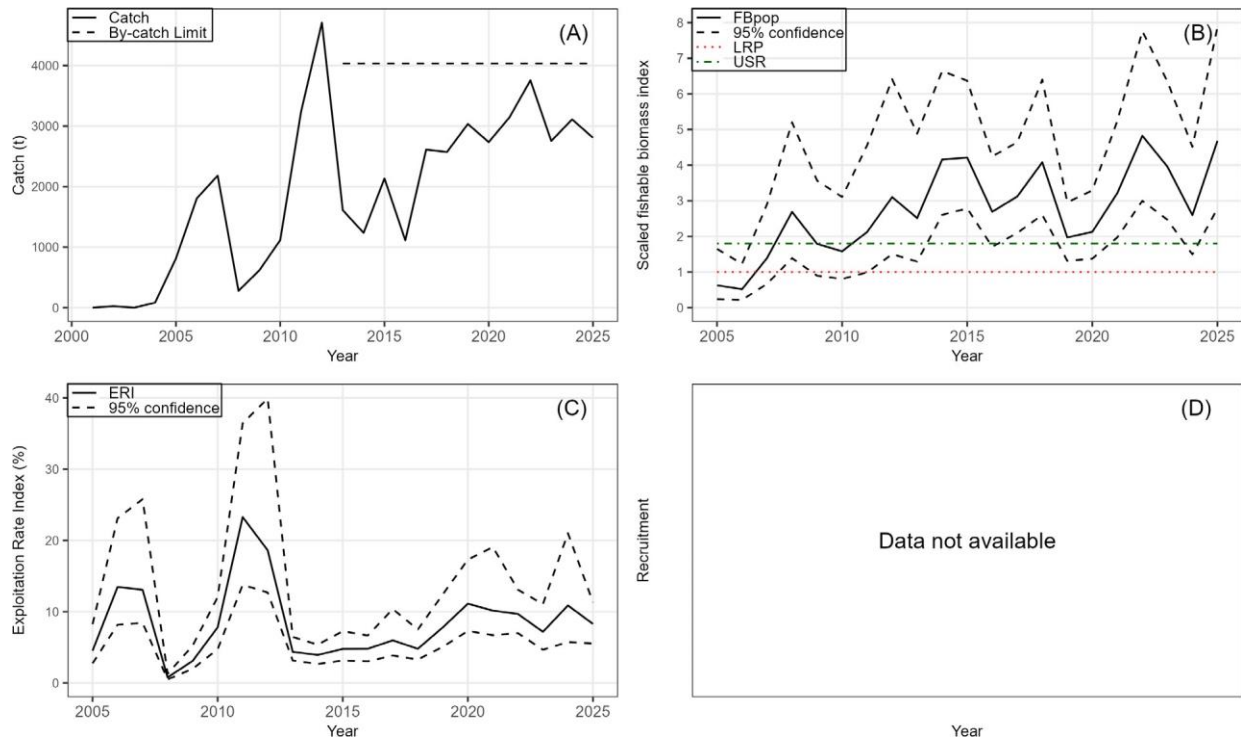 Catch
By-catch Limit
(A)
Catch (t)
4000
3000
2000
1000
0
2000
2005
2010
2015
2020
2025
Year
FBpop
95% confidence
LRP
USR
(B)
Scaled fishable biomass index
8
7
6
5
4
3
2
1
0
2005
2010
2015
2020
2025
Year
ERI
95% confidence
(C)
Exploitation Rate Index (%)
40
30
20
10
0
2005
2010
2015
2020
2025
Year
(D)
Recruitment
Data not available
Year